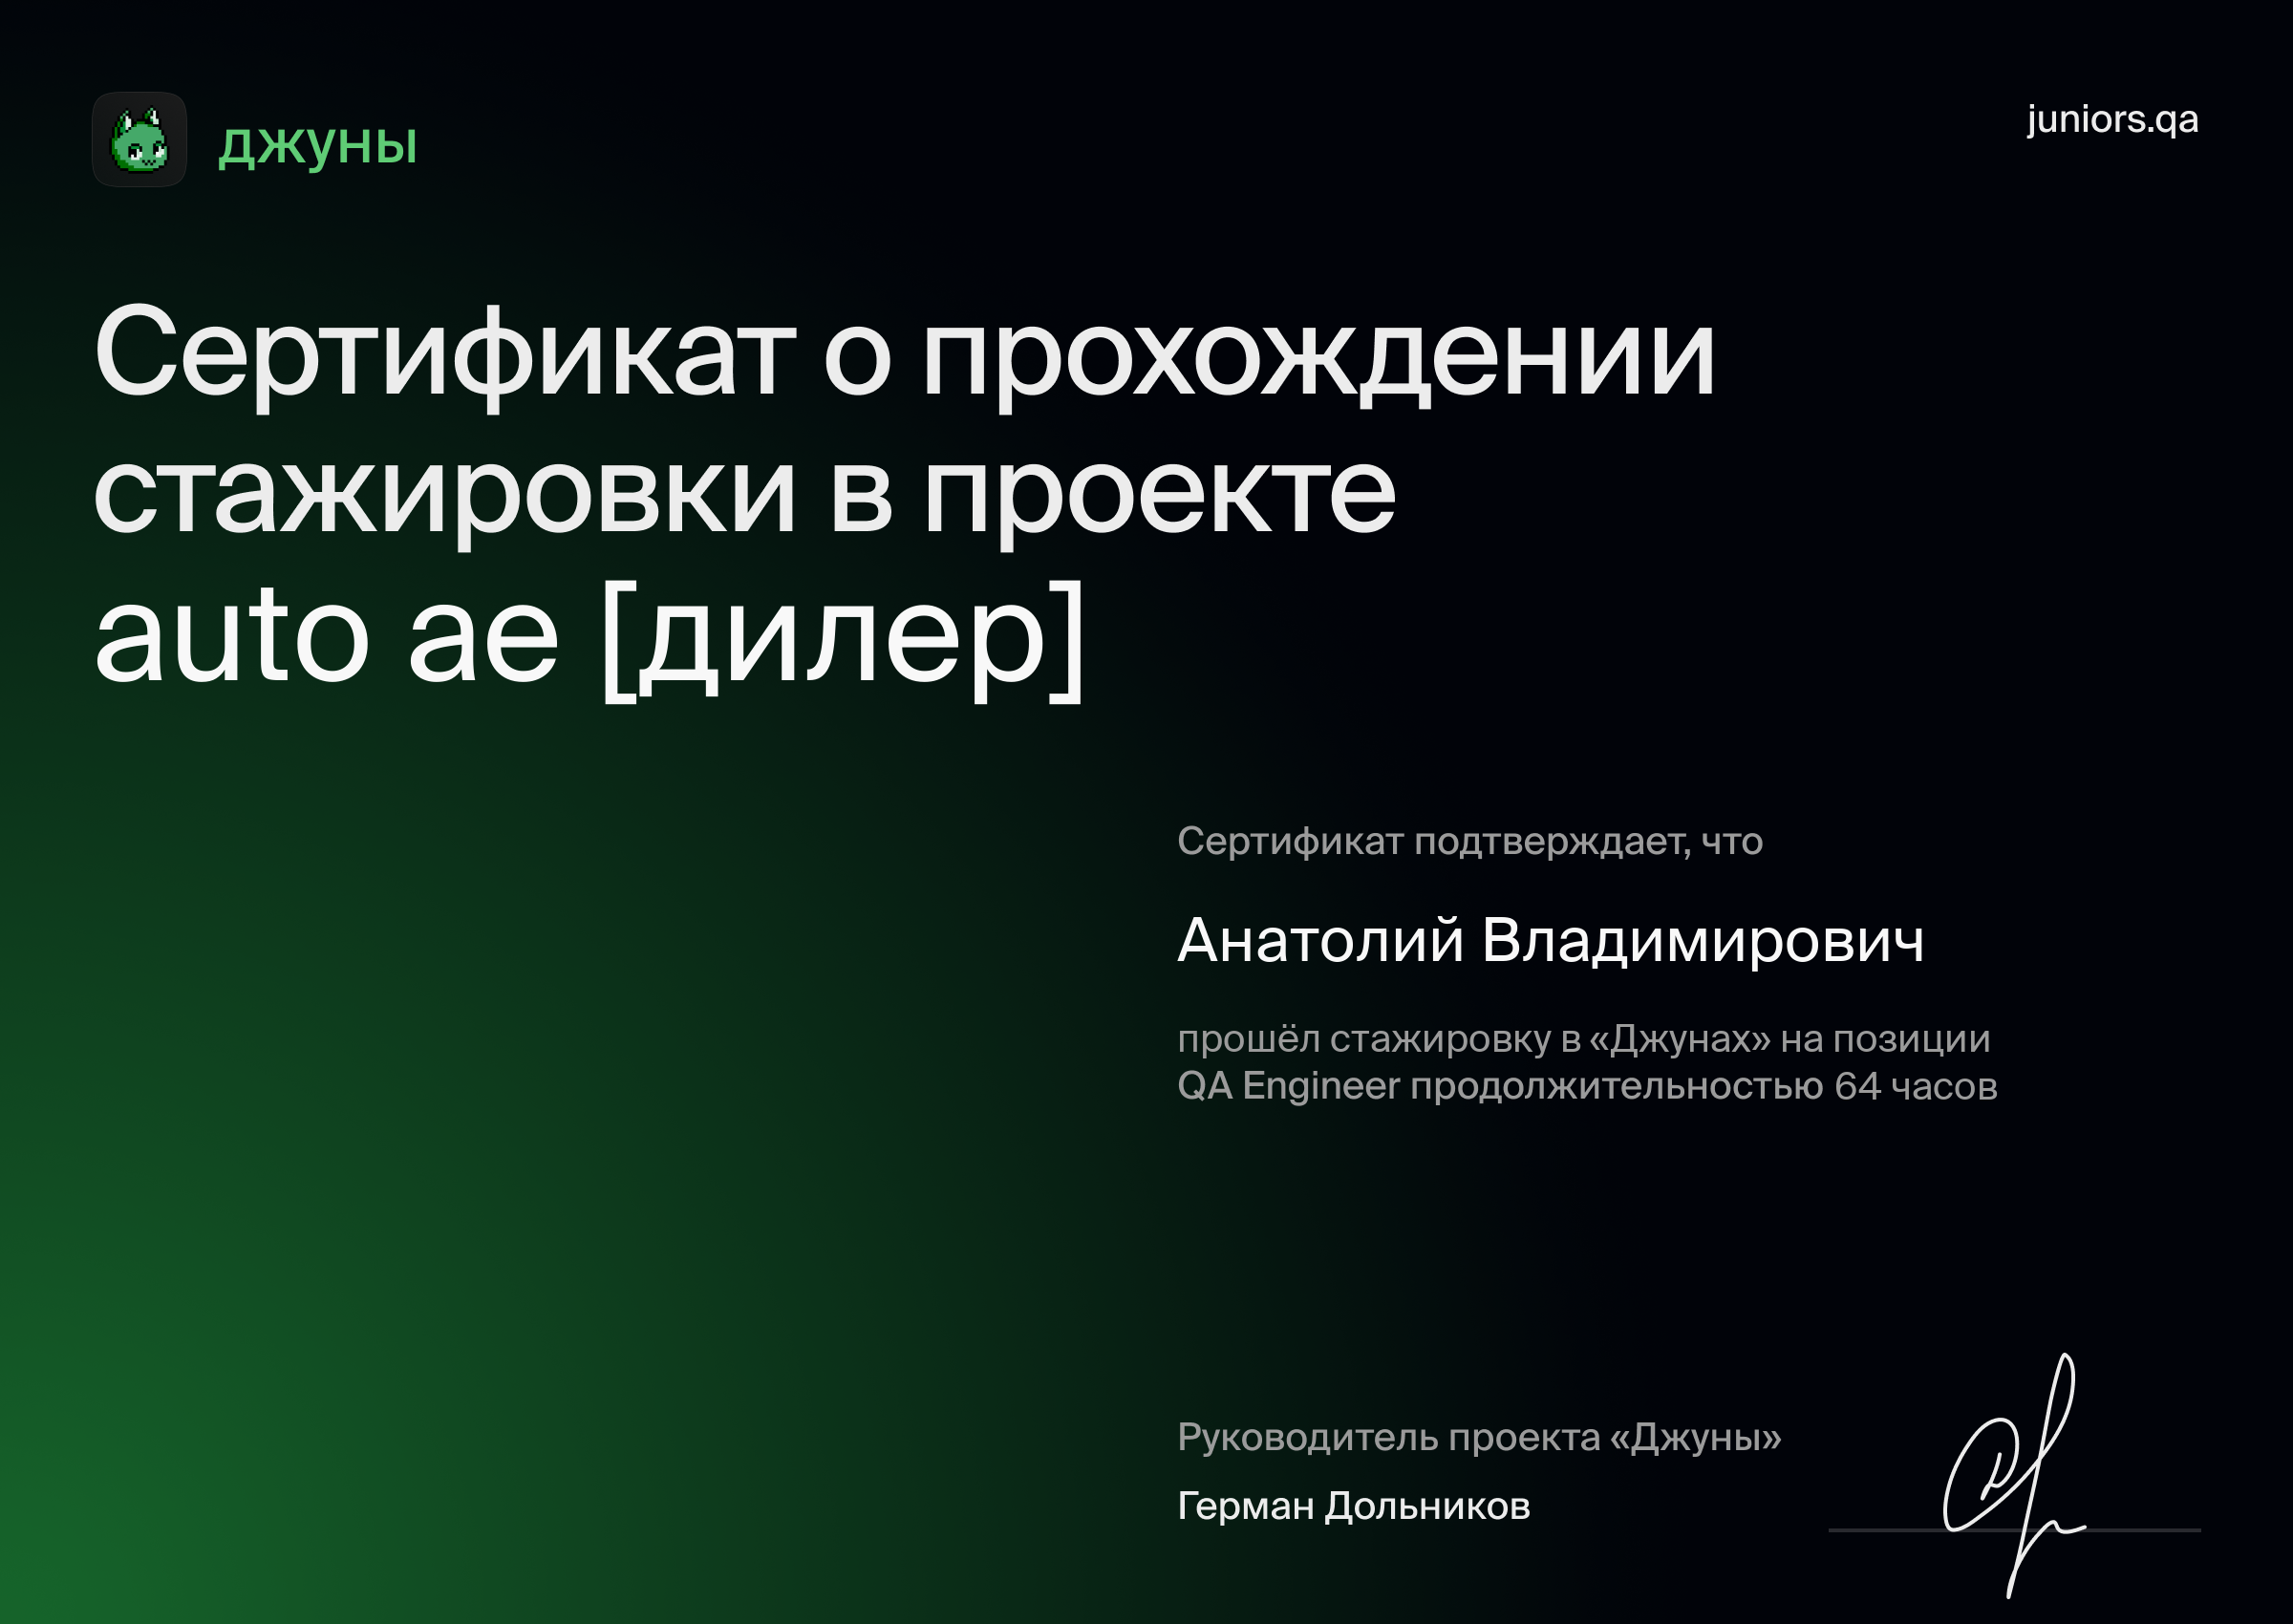 джуны
juniors.qa
Сертификат о прохождении
стажировки в проекте
auto ae [дилер]
Сертификат подтверждает, что
Анатолий Владимирович
прошёл стажировку в «Джунах» на позиции
QA Engineer продолжительностью 64 часов
Руководитель проекта «Джуны»
Герман Дольников